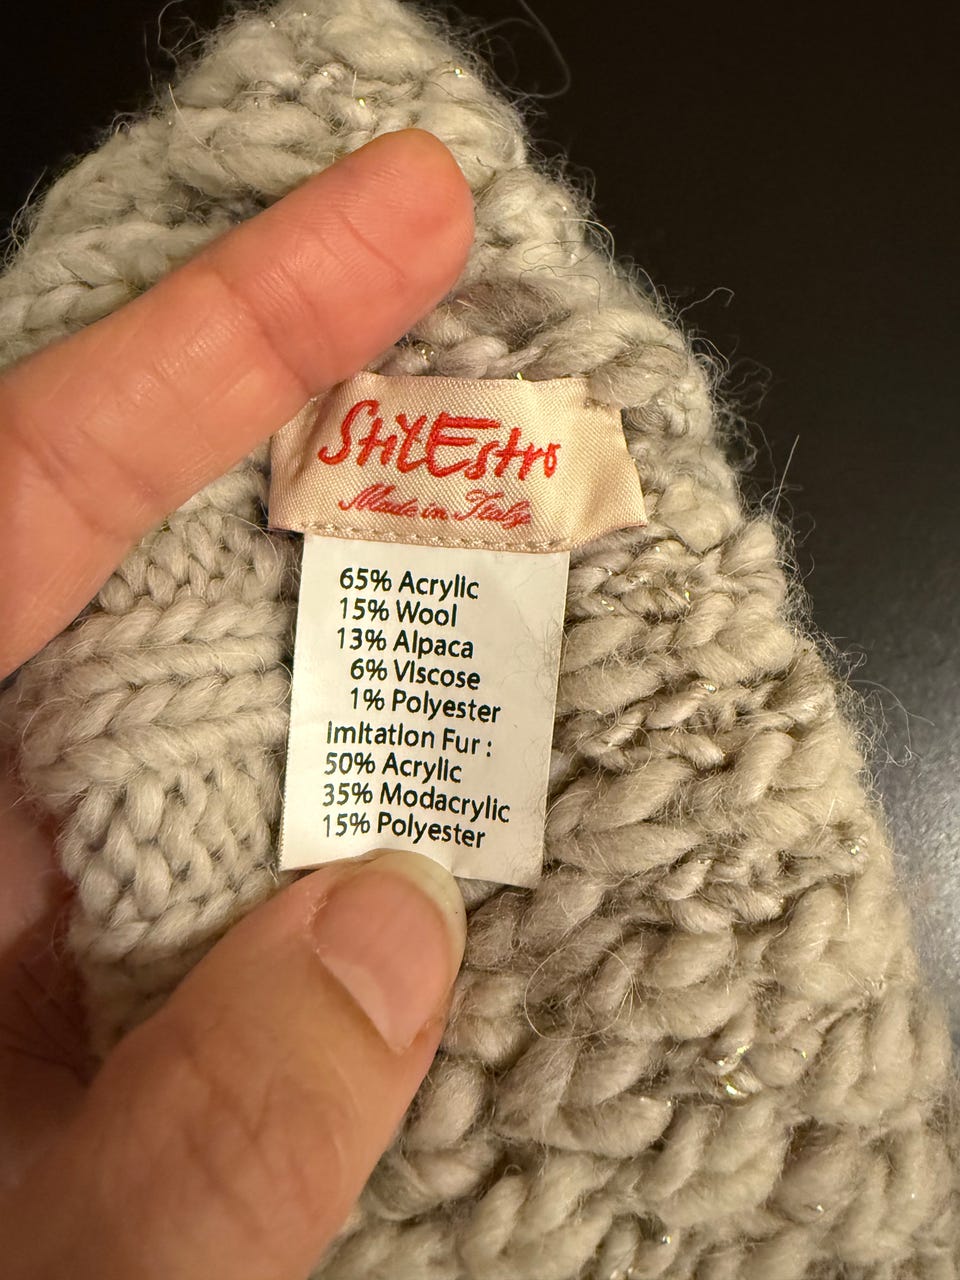 StilEstro
Made in Italy
65% Acrylic
15% Wool
13% Alpaca
6% Viscose
1% Polyester
Imitation Fur :
50% Acrylic
35% Modacrylic
15% Polyester